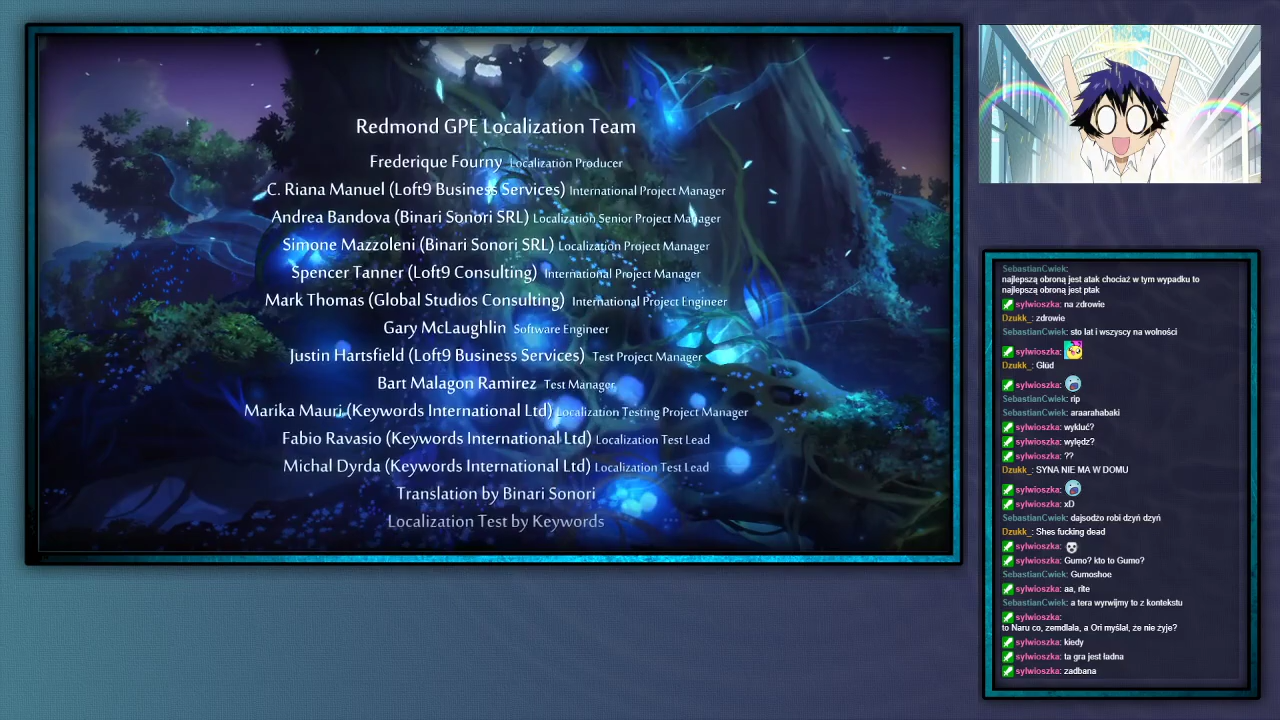 Redmond GPE Localization Team
Frederique Fourny Localization Producer
C. Riana Manuel (Loft9 Business Services) International Project Manager
Andrea Bandova (Binari Sonori SRL) Localization Senior Project Manager
Simone Mazzoleni (Binari Sonori SRL) Localization Project Manager
Spencer Tanner (Loft9 Consulting) International Project Manager
Mark Thomas (Global Studios Consulting) International Project Engineer
Gary McLaughlin Software Engineer
Justin Hartsfield (Loft9 Business Services) Test Project Manager
Bart Malagon Ramirez Test Manager
Marika Mauri (Keywords International Ltd) Localization Testing Project Manager
Fabio Ravasio (Keywords International Ltd) Localization Test Lead
Michal Dyrda (Keywords International Ltd) Localization Test Lead
Translation by Binari Sonori
Localization Test by Keywords
SebastianCwiek:
najlepszą obroną jest atak chociaż w tym wypadku to
najlepszą obroną jest ptak
sylwioszka: na zdrowie
Dzukk_: zdrowie
SebastianCwiek: sto lat i wszyscy na wolności
sylwioszka:
Dzukk_: Glüd
sylwioszka:
SebastianCwiek: rip
SebastianCwiek: araarahabaki
sylwioszka: wykluć?
sylwioszka: wylędz?
sylwioszka: ??
Dzukk_: SYNA NIE MA W DOMU
sylwioszka:
sylwioszka: xD
SebastianCwiek: dajsodżo robi dzyń dzyń
Dzukk_: Shes fucking dead
sylwioszka:
sylwioszka: Gumo? kto to Gumo?
SebastianCwiek: Gumoshoe
sylwioszka: aa, rite
SebastianCwiek: a tera wyrwijmy to z kontekstu
sylwioszka:
to Naru co, zemdlała, a Ori myślał, ze nie żyje?
sylwioszka: kiedy
sylwioszka: ta gra jest ładna
sylwioszka: zadbana